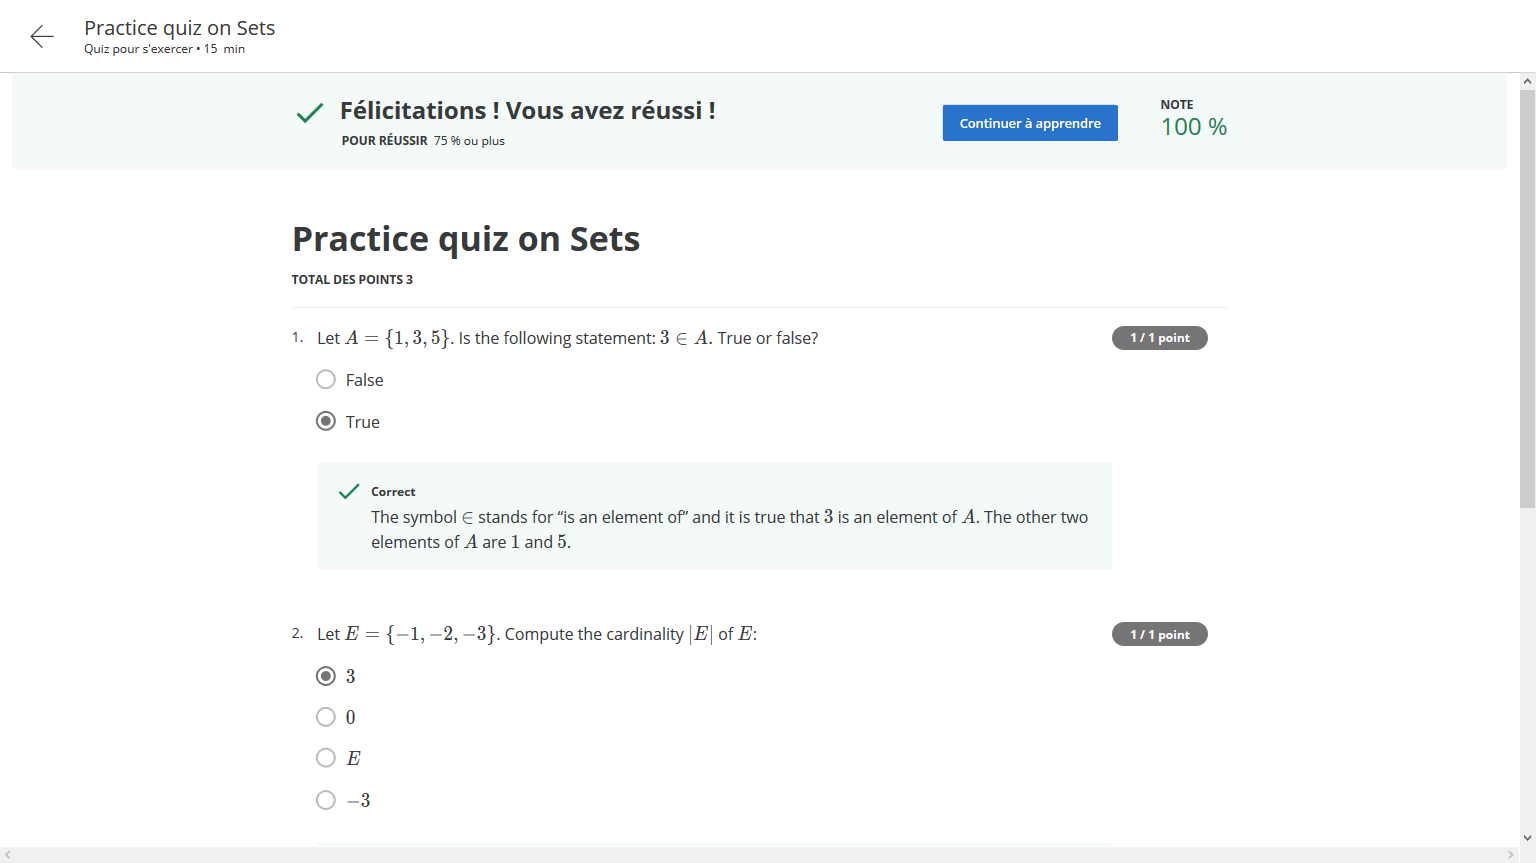 Practice quiz on Sets
Quiz pour s'exercer • 15 min
Félicitations ! Vous avez réussi !
POUR RÉUSSIR 75 % ou plus
Continuer à apprendre
NOTE
100 %
Practice quiz on Sets
TOTAL DES POINTS 3
1. Let A = {1, 3, 5}. Is the following statement: 3 ∈ A. True or false?
1 / 1 point
False
True
Correct
The symbol ∈ stands for “is an element of” and it is true that 3 is an element of A. The other two
elements of A are 1 and 5.
2. Let E = {−1, −2, −3}. Compute the cardinality |E| of E:
1 / 1 point
3
0
E
−3